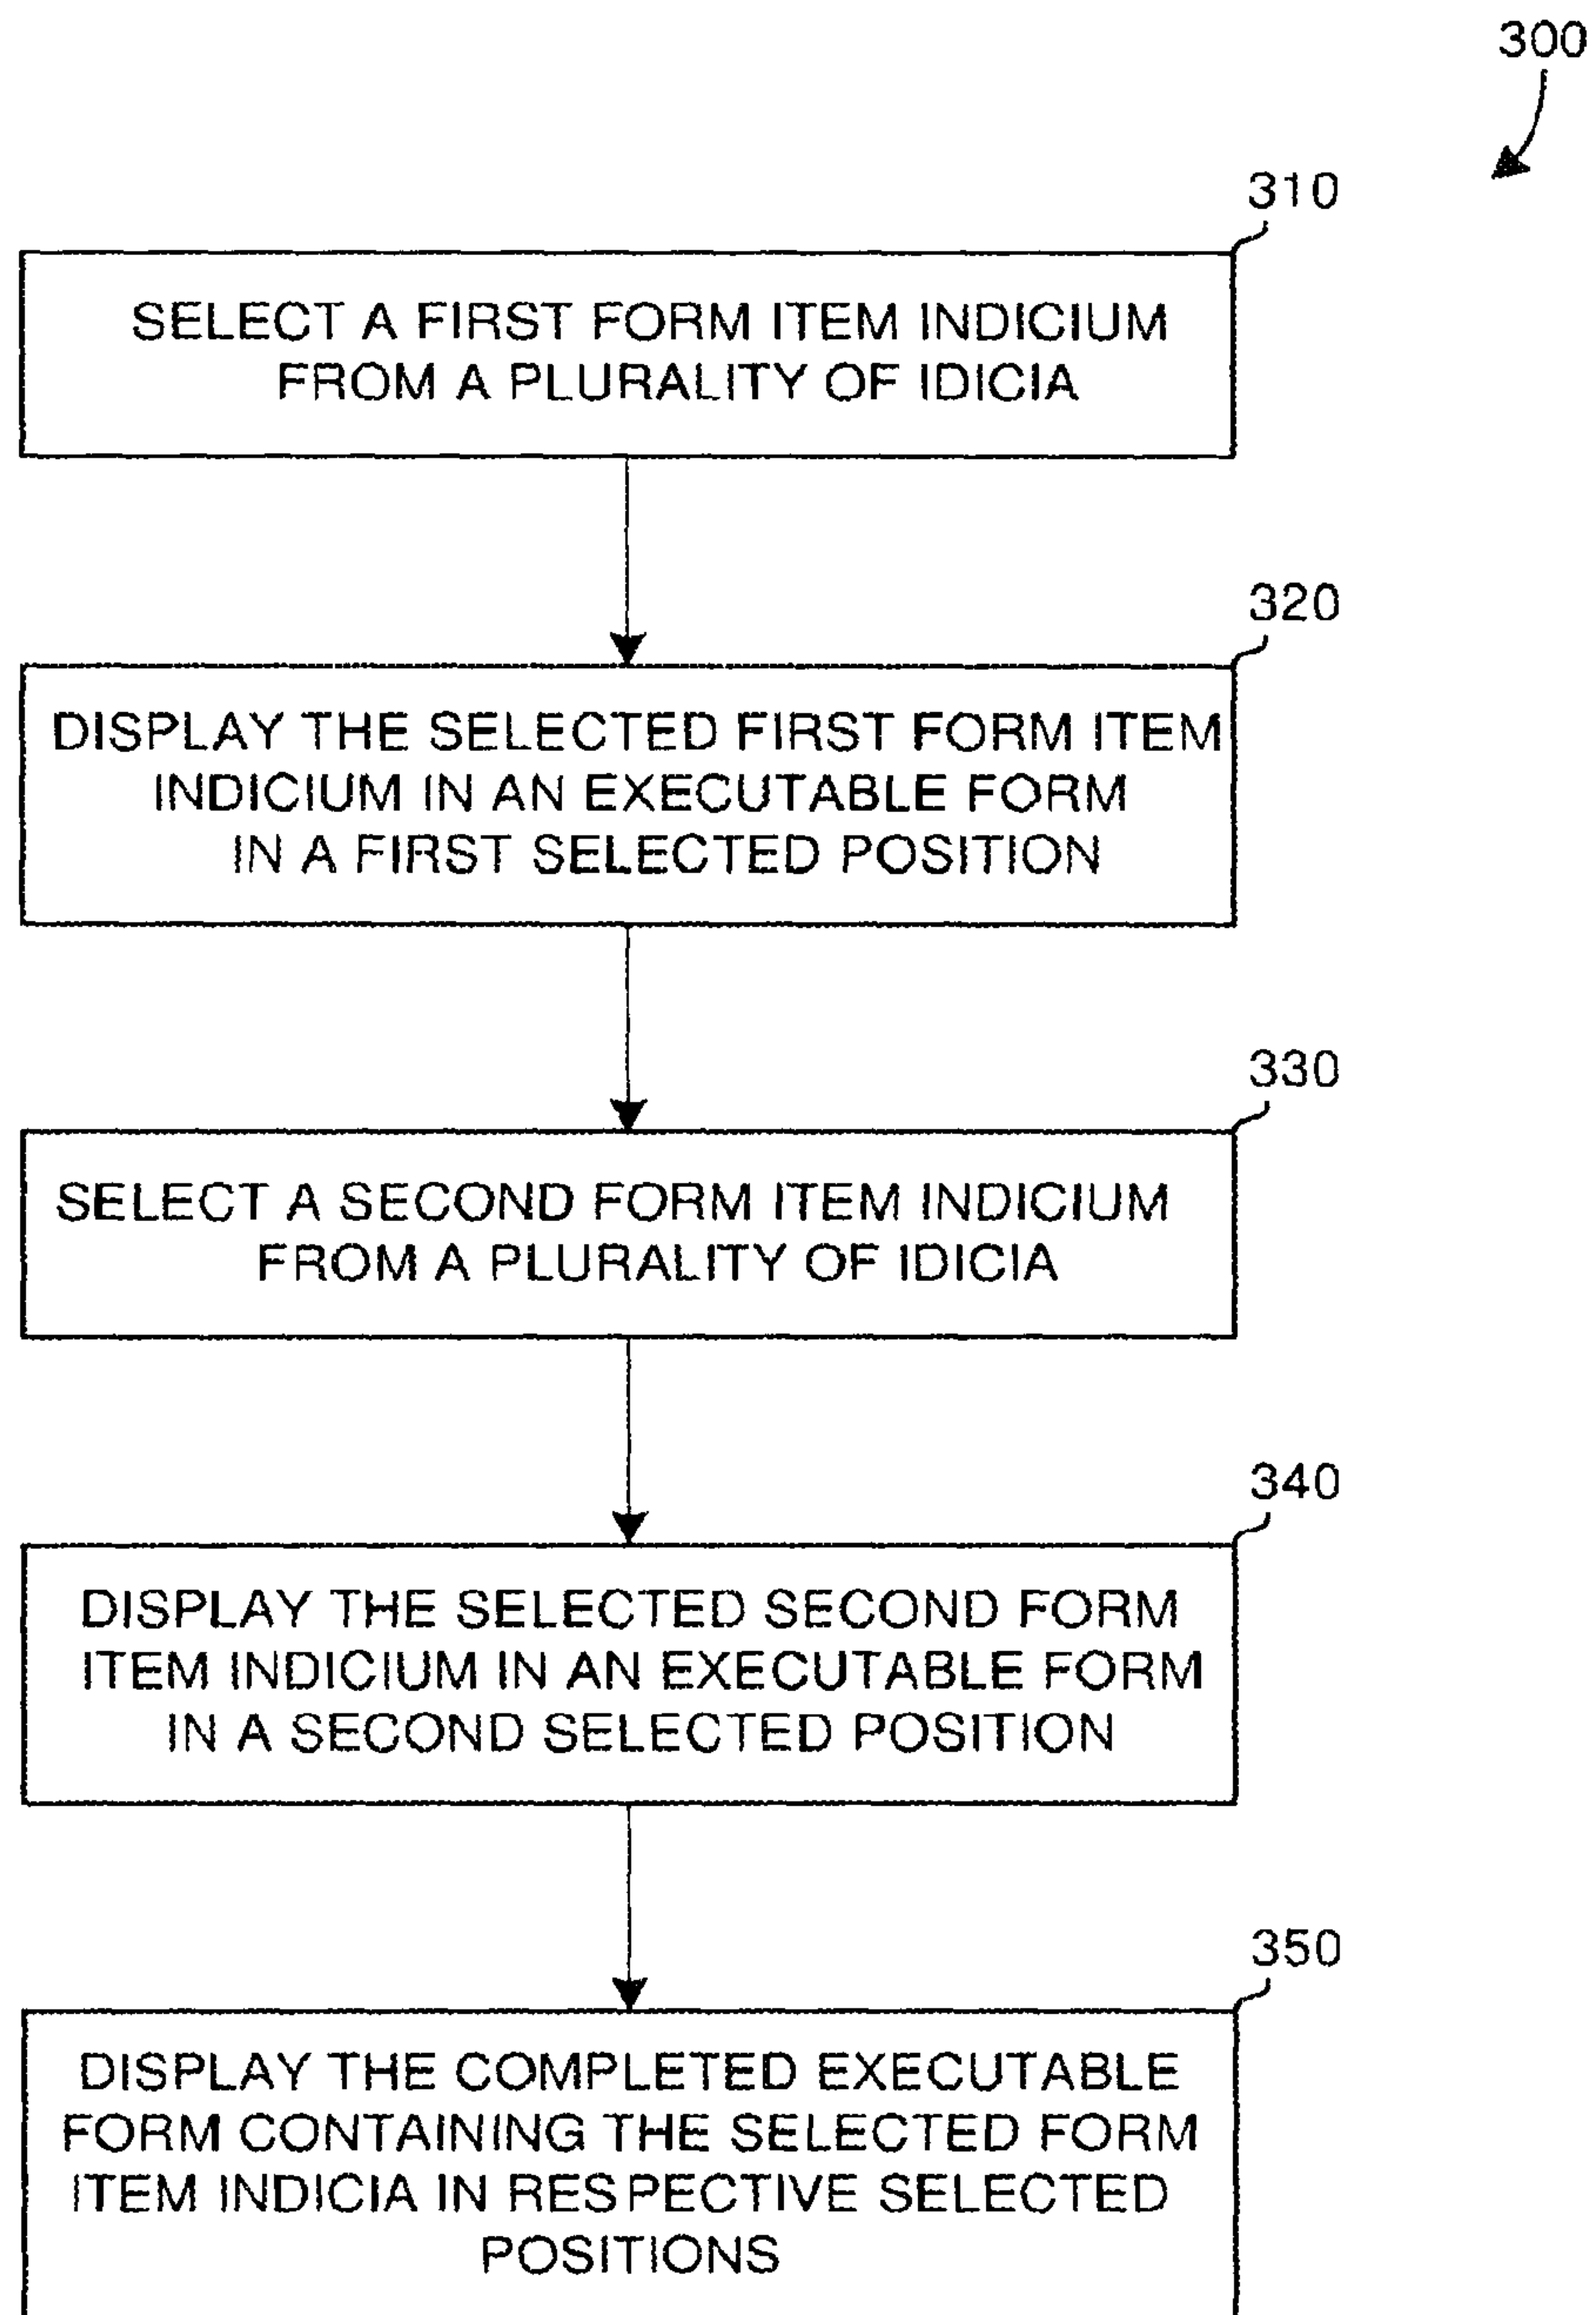 300
310
SELECT A FIRST FORM ITEM INDICIUM
FROM A PLURALITY OF IDICIA
320
DISPLAY THE SELECTED FIRST FORM ITEM
INDICIUM IN AN EXECUTABLE FORM
IN A FIRST SELECTED POSITION
330
SELECT A SECOND FORM ITEM INDICIUM
FROM A PLURALITY OF IDICIA
340
DISPLAY THE SELECTED SECOND FORM
ITEM INDICIUM IN AN EXECUTABLE FORM
IN A SECOND SELECTED POSITION
350
DISPLAY THE COMPLETED EXECUTABLE
FORM CONTAINING THE SELECTED FORM
ITEM INDICIA IN RESPECTIVE SELECTED
POSITIONS